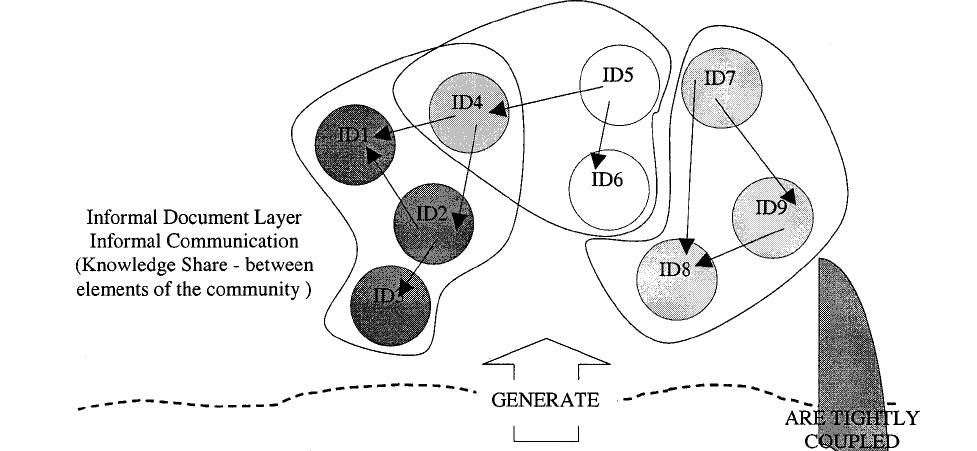 ID5
ID7
ID4
ID1
ID6
ID9
ID2
Informal Document Layer
Informal Communication
(Knowledge Share - between
elements of the community )
ID8
ID3
GENERATE
ARE TIGHTLY
COUPLED